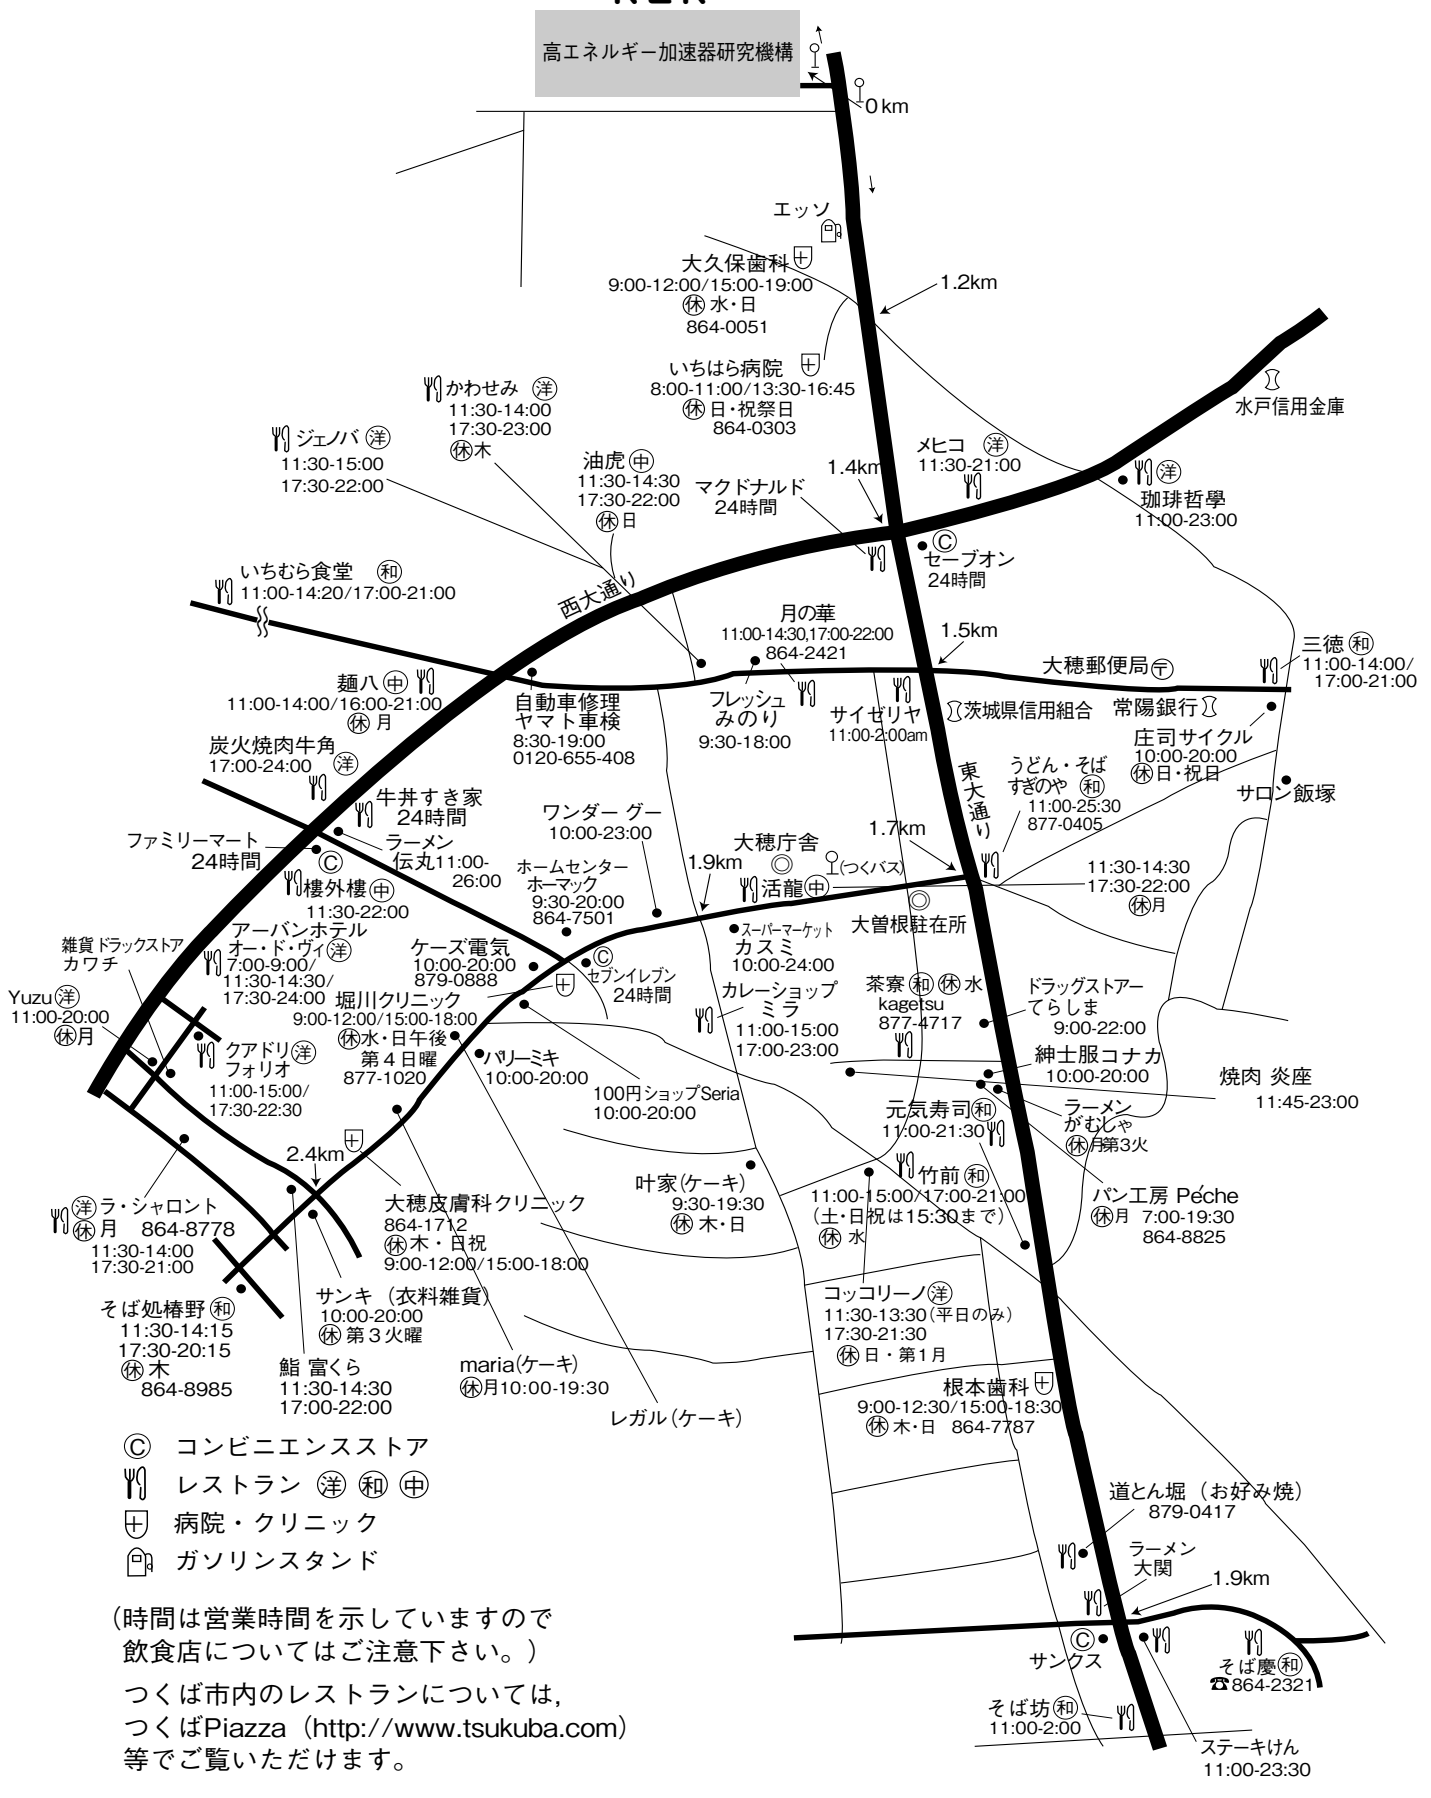 高エネルギー加速器研究機構
0 km
エッソ
大久保歯科
9:00-12:00/15:00-19:00
休 水・日
864-0051
1.2km
いちはら病院
8:00-11:00/13:30-16:45
休 日・祝祭日
864-0303
水戸信用金庫
かわせみ 洋
11:30-14:00
17:30-23:00
休 木
ジェノバ 洋
11:30-15:00
17:30-22:00
油虎 中
11:30-14:30
17:30-22:00
休 日
マクドナルド
24時間
1.4km
メヒコ 洋
11:30-21:00
洋
珈琲哲學
11:00-23:00
C
セーブオン
24時間
いちむら食堂 和
11:00-14:20/17:00-21:00
西大通り
月の華
11:00-14:30,17:00-22:00
864-2421
1.5km
大穂郵便局 〒
三徳 和
11:00-14:00/
17:00-21:00
麺八 中
11:00-14:00/16:00-21:00
休 月
自動車修理
ヤマト車検
8:30-19:00
0120-655-408
フレッシュ
みのり
9:30-18:00
サイゼリヤ
11:00-2:00am
茨城県信用組合
常陽銀行
庄司サイクル
10:00-20:00
休 日・祝日
サロン飯塚
炭火焼肉牛角
17:00-24:00 洋
牛丼すき家
24時間
ラーメン
伝丸11:00-
26:00
ファミリーマート
24時間
C
樓外樓 中
11:30-22:00
ワンダー グー
10:00-23:00
ホームセンター
ホーマック
9:30-20:00
864-7501
1.9km
大穂庁舎
◎
(つくバス)
活龍 中
1.7km
東大通り
うどん・そば
すぎのや 和
11:00-25:30
877-0405
11:30-14:30
17:30-22:00
休月
◎
大曽根駐在所
アーバンホテル
オー・ド・ヴィ 洋
7:00-9:00/
11:30-14:30/
17:30-24:00
雑貨 ドラックストア
カワチ
Yuzu 洋
11:00-20:00
休月
ケーズ電気
10:00-20:00
879-0888
C
セブンイレブン
24時間
スーパーマーケット
カスミ
10:00-24:00
堀川クリニック
9:00-12:00/15:00-18:00
休水・日午後
第４日曜
877-1020
クアドリ 洋
フォリオ
11:00-15:00/
17:30-22:30
パリーミキ
10:00-20:00
100円ショップSeria
10:00-20:00
カレーショップ
ミラ
11:00-15:00
17:00-23:00
茶寮 和 休 水
kagetsu
877-4717
ドラッグストアー
てらしま
9:00-22:00
紳士服コナカ
10:00-20:00
焼肉 炎座
11:45-23:00
ラーメン
がむしゃ
休月第3火
元気寿司 和
11:00-21:30
竹前 和
11:00-15:00/17:00-21:00
(土・日祝は15:30まで)
休 水
パン工房 Péche
休月 7:00-19:30
864-8825
2.4km
叶家(ケーキ)
9:30-19:30
休 木・日
洋 ラ・シャロント
休 月 864-8778
11:30-14:00
17:30-21:00
大穂皮膚科クリニック
864-1712
休 木・日祝
9:00-12:00/15:00-18:00
そば処椿野 和
11:30-14:15
17:30-20:15
休 木
864-8985
サンキ（衣料雑貨）
10:00-20:00
休 第３火曜
鮨 富くら
11:30-14:30
17:00-22:00
maria(ケーキ)
休月10:00-19:30
レガル(ケーキ)
コッコリーノ 洋
11:30-13:30(平日のみ)
17:30-21:30
休 日・第１月
根本歯科
9:00-12:30/15:00-18:30
休 木・日 864-7787
道とん堀（お好み焼）
879-0417
ラーメン
大関
1.9km
C
サンクス
そば慶 和
☎864-2321
そば坊 和
11:00-2:00
ステーキけん
11:00-23:30
C コンビニエンスストア
レストラン 洋 和 中
病院・クリニック
ガソリンスタンド
（時間は営業時間を示していますので
飲食店についてはご注意下さい。）
つくば市内のレストランについては,
つくばPiazza（http://www.tsukuba.com）
等でご覧いただけます。